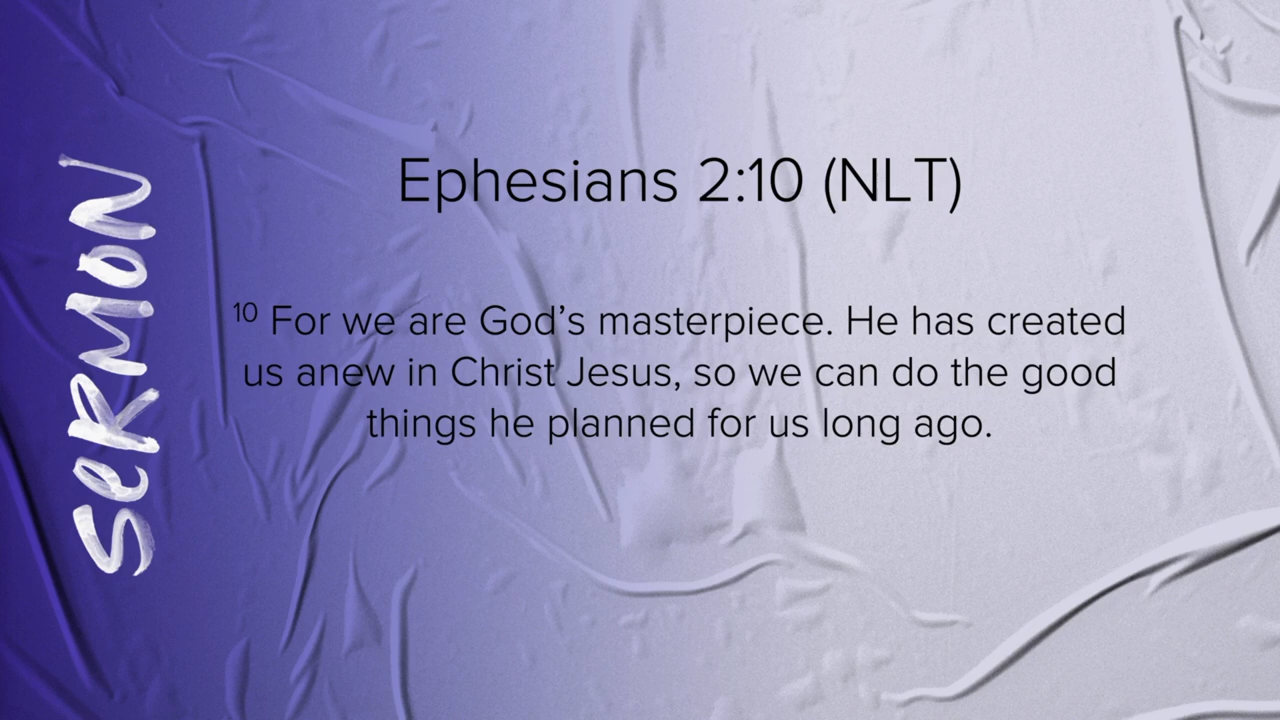 SERMON
Ephesians 2:10 (NLT)
10 For we are God’s masterpiece. He has created
us anew in Christ Jesus, so we can do the good
things he planned for us long ago.